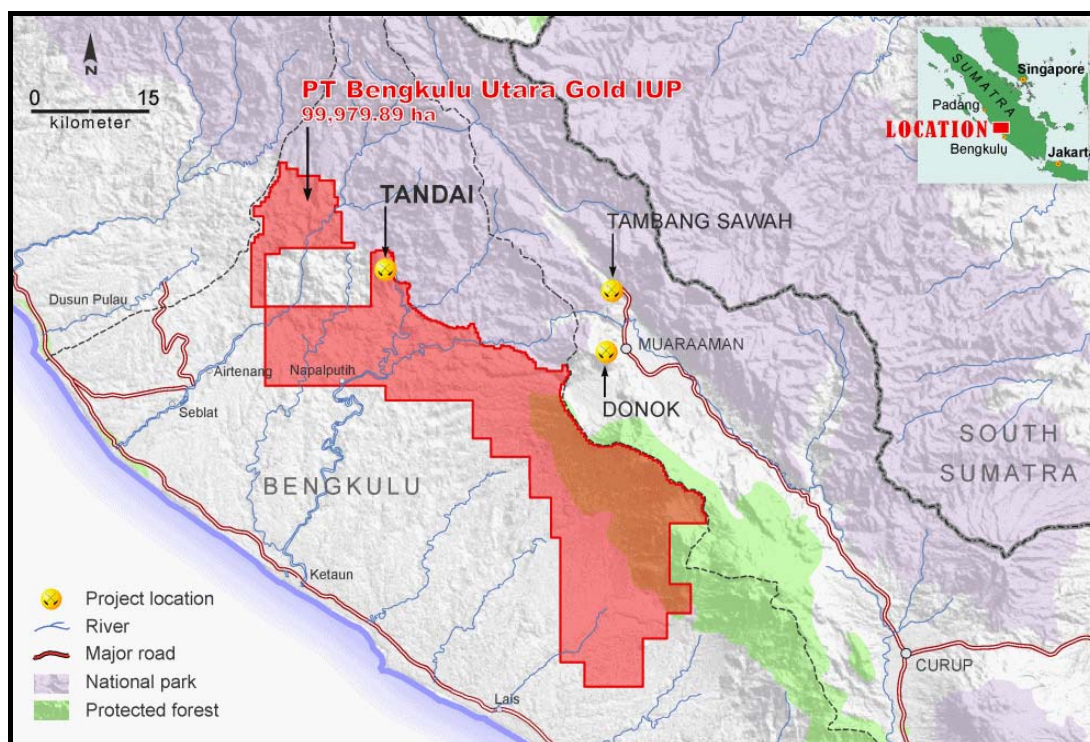 N
0 15
kilometer
PT Bengkulu Utara Gold IUP
99,979.89 ha
SUMATRA
Singapore
Padang
LOCATION
Bengkulu
Jakarta
TANDAI
TAMBANG SAWAH
Dusun Pulau
MUARAAMAN
Airtenang
Napalputih
Seblat
DONOK
SOUTH
SUMATRA
BENGKULU
Ketaun
CURUP
Lais
Project location
River
Major road
National park
Protected forest